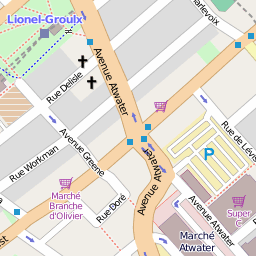 Lionel-Groulx
Charlevoix
Avenue Atwater
Rue Delisle
Avenue Greene
Rue Workman
Avenue Atwater
Rue de Lévis
P
Marché
Branche
d'Olivier
Rue Doré
Avenue Atwater
Super C
Marché
Atwater